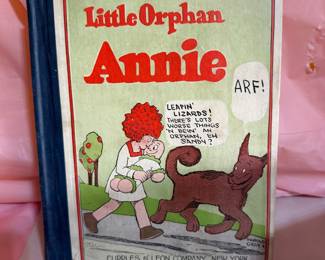 Little Orphan
Annie
ARF!
LEAPIN'
LIZARDS!
THERE'S LOTS
WORSE THINGS
'N BEIN' AN
ORPHAN, EH
SANDY?
CUPPLES & LEON COMPANY, NEW YORK